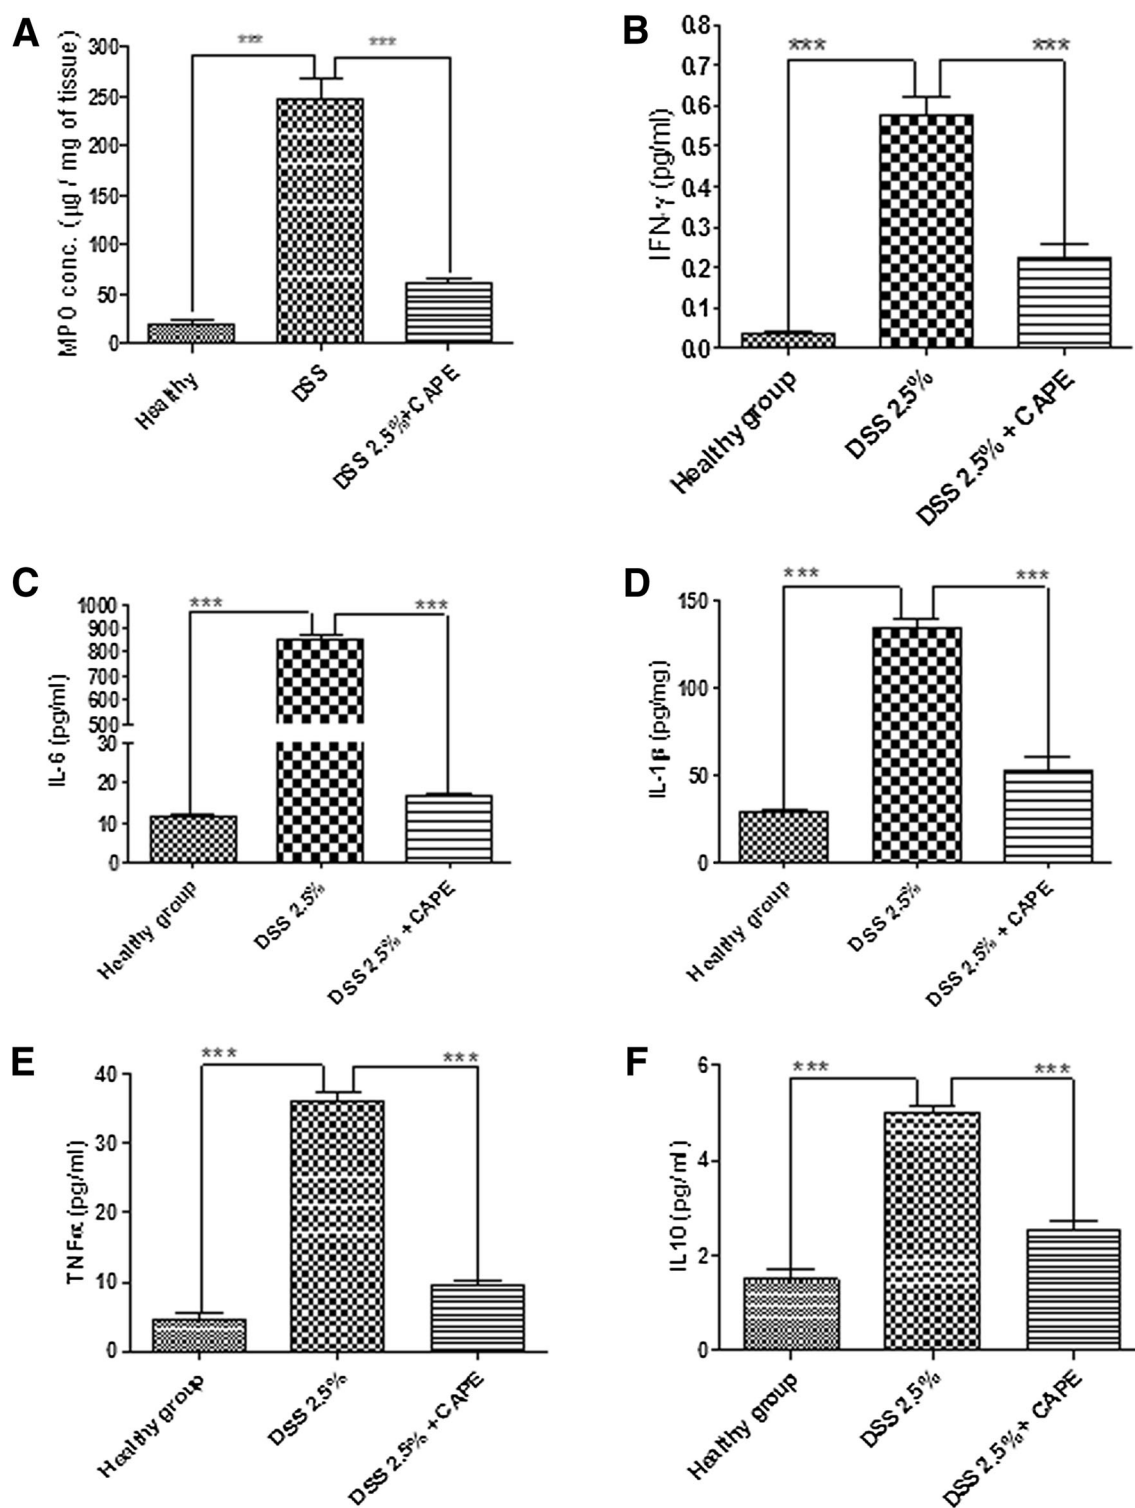 A
MPO conc. (µg / mg of tissue)
300
250
200
150
100
50
0
***
***
Healthy
DSS
DSS 2.5%+CAPE
B
IFN-γ (pg/ml)
0.8
0.7
0.6
0.5
0.4
0.3
0.2
0.1
0.0
***
***
Healthy group
DSS 2.5%
DSS 2.5% + CAPE
C
IL-6 (pg/ml)
1000
900
800
700
600
500
30
20
10
0
***
***
Healthy group
DSS 2.5%
DSS 2.5% + CAPE
D
IL-1β (pg/mg)
150
100
50
0
***
***
Healthy group
DSS 2.5%
DSS 2.5% + CAPE
E
TNFα (pg/ml)
40
30
20
10
0
***
***
Healthy group
DSS 2.5%
DSS 2.5% + CAPE
F
IL10 (pg/ml)
6
4
2
0
***
***
Healthy group
DSS 2.5%
DSS 2.5%+ CAPE